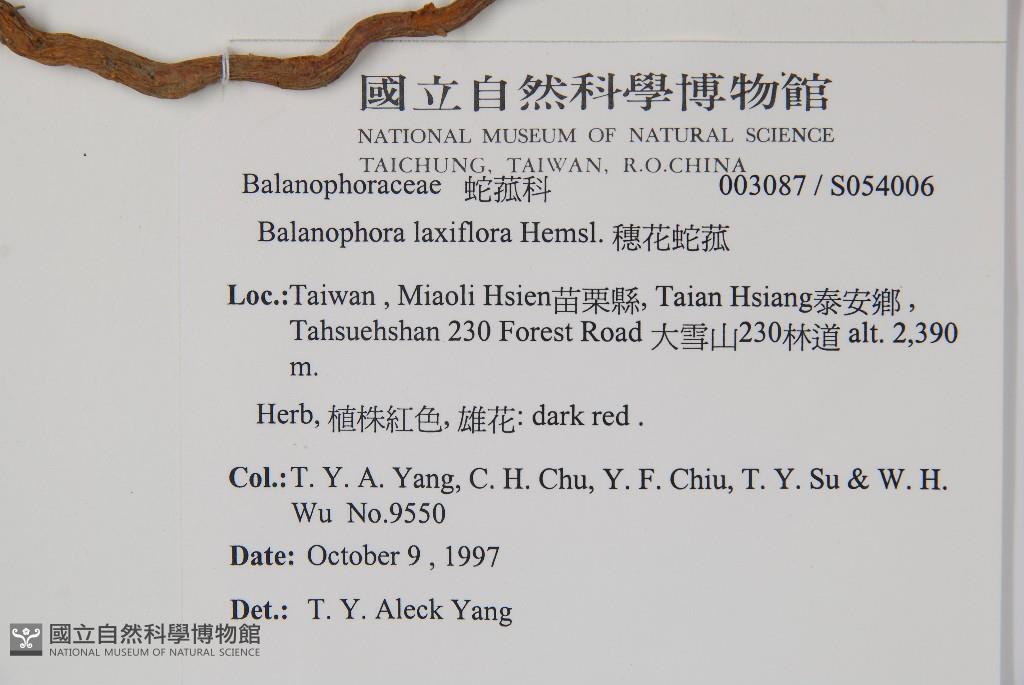 國立自然科學博物館
NATIONAL MUSEUM OF NATURAL SCIENCE
TAICHUNG, TAIWAN, R.O.CHINA
Balanophoraceae 蛇菰科 003087 / S054006
Balanophora laxiflora Hemsl. 穗花蛇菰
Loc.:Taiwan , Miaoli Hsien苗栗縣, Taian Hsiang泰安鄉 ,
Tahsuehshan 230 Forest Road 大雪山230林道 alt. 2,390
m.
Herb, 植株紅色, 雄花: dark red .
Col.:T. Y. A. Yang, C. H. Chu, Y. F. Chiu, T. Y. Su & W. H.
Wu No.9550
Date: October 9 , 1997
Det.: T. Y. Aleck Yang
國立自然科學博物館
NATIONAL MUSEUM OF NATURAL SCIENCE